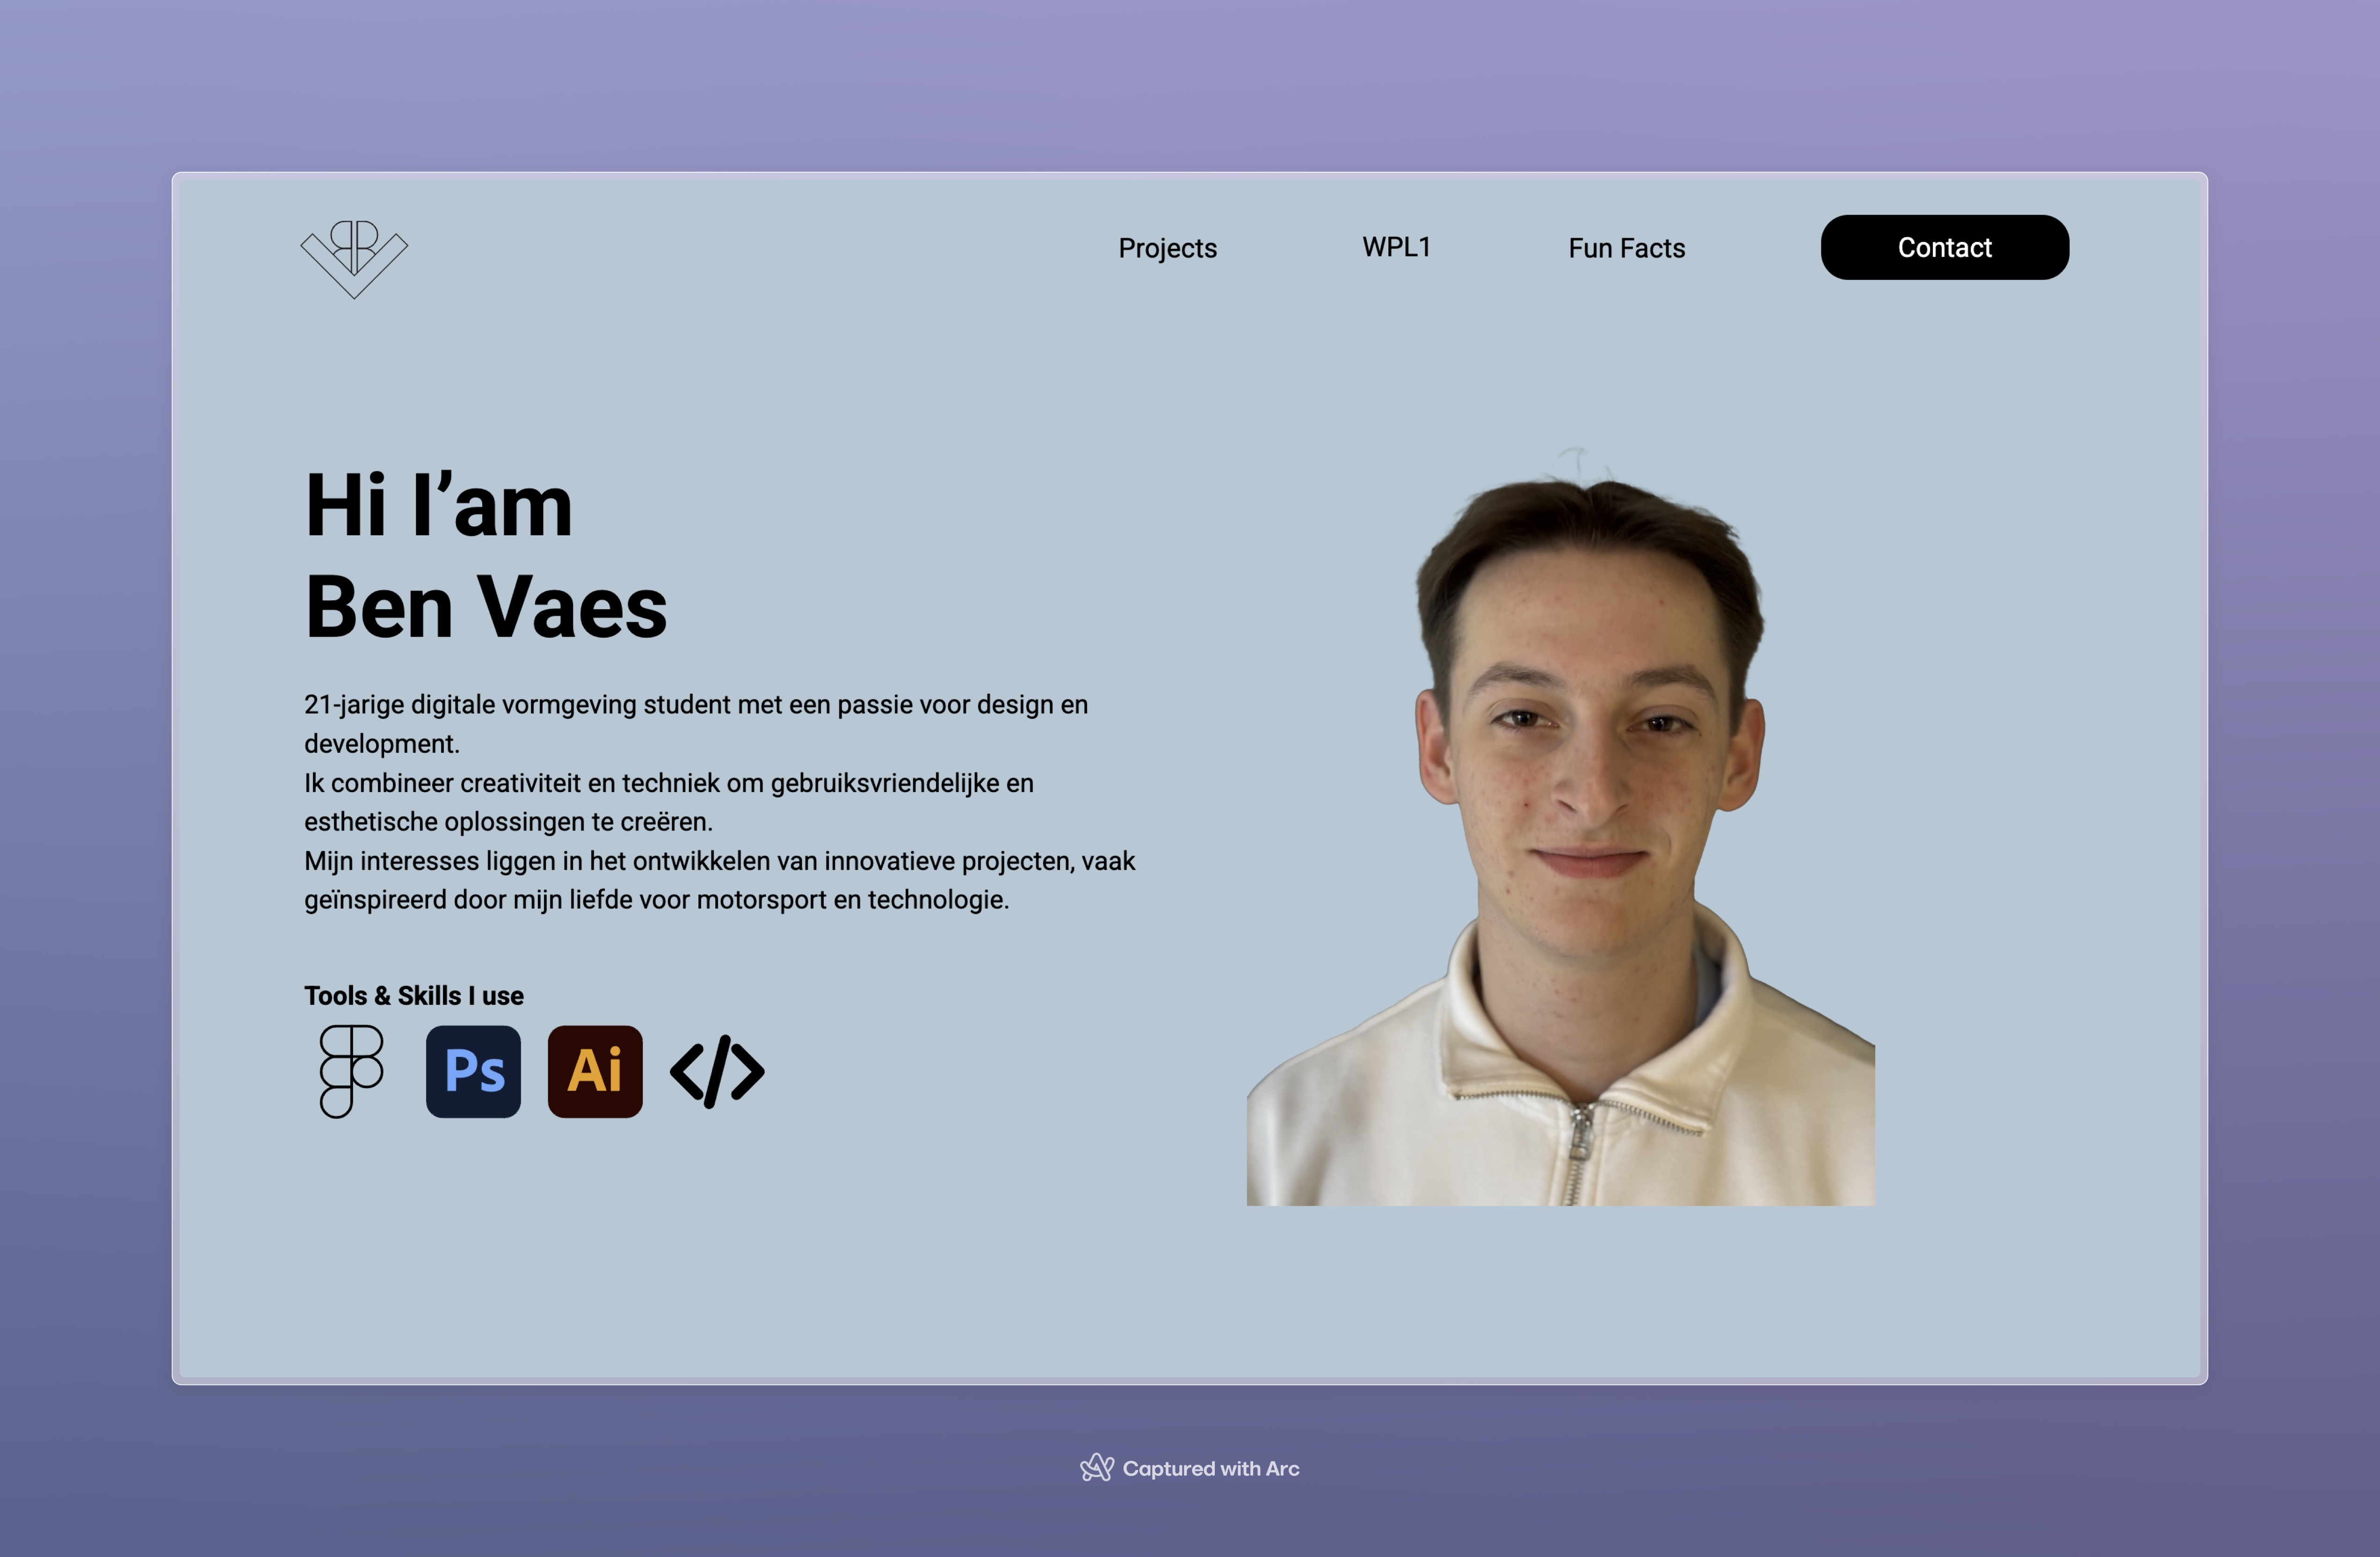 Projects
WPL1
Fun Facts
Contact
Hi I’am
Ben Vaes
21-jarige digitale vormgeving student met een passie voor design en
development.
Ik combineer creativiteit en techniek om gebruiksvriendelijke en
esthetische oplossingen te creëren.
Mijn interesses liggen in het ontwikkelen van innovatieve projecten, vaak
geïnspireerd door mijn liefde voor motorsport en technologie.
Tools & Skills I use
Ps
Ai
</>
Captured with Arc